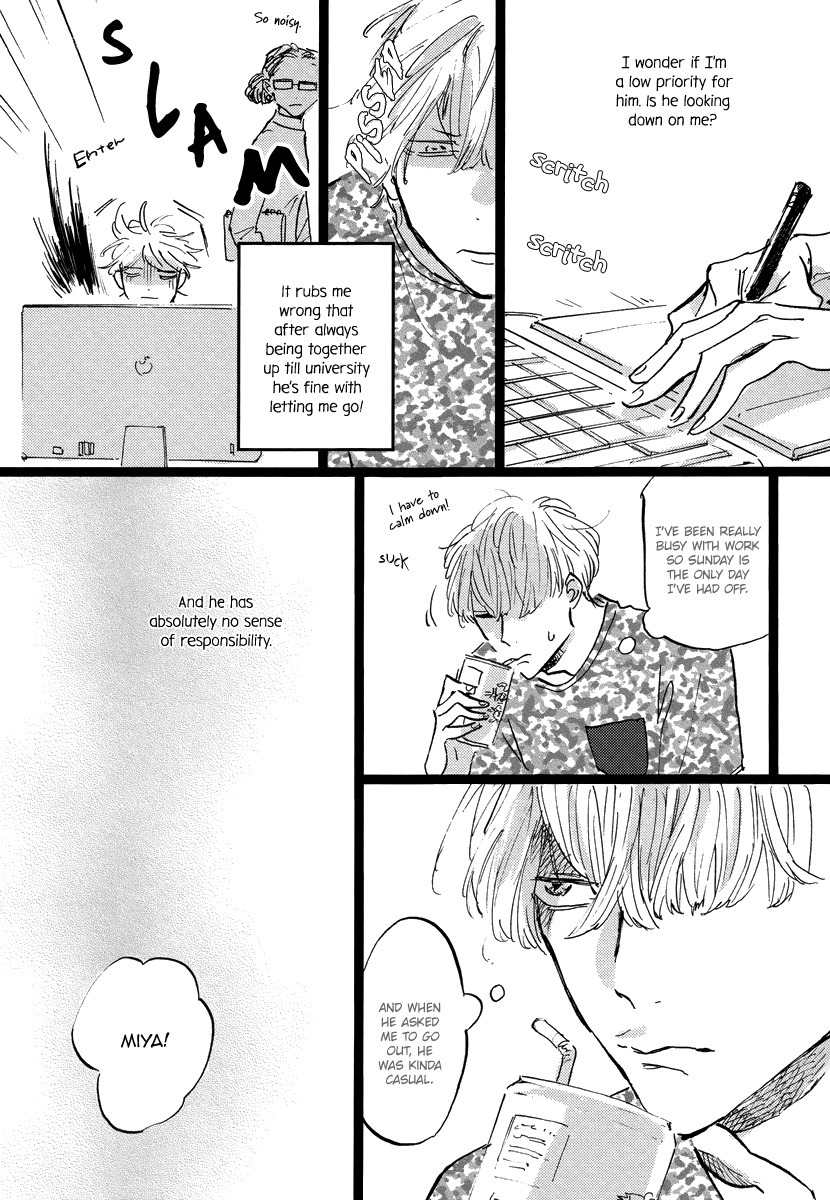 I wonder if I'm
a low priority for
him. Is he looking
down on me?
scritch
scritch
So noisy.
SLAM
Enter
It rubs me
wrong that
after always
being together
up till university
he's fine with
letting me go!
I have to
calm down!
suck
I'VE BEEN REALLY
BUSY WITH WORK
SO SUNDAY IS
THE ONLY DAY
I'VE HAD OFF.
AND WHEN
HE ASKED
ME TO GO
OUT, HE
WAS KINDA
CASUAL.
And he has
absolutely no sense
of responsibility.
MIYA!